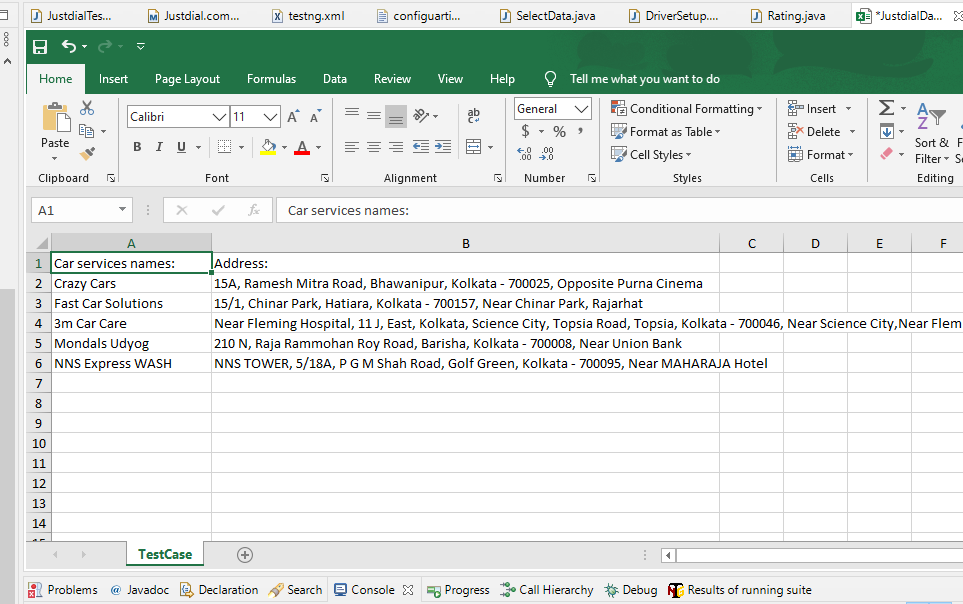 JustdialTes... Justdial.com... testng.xml configuarti... SelectData.java DriverSetup.... Rating.java *JustdialDa...
Home Insert Page Layout Formulas Data Review View Help Tell me what you want to do
Calibri 11 A A ab General Conditional Formatting Insert Σ A
Paste c $ % , Format as Table Delete Z Sort &
B I U A .00 .00 Cell Styles Format Filter
Clipboard Font Alignment Number Styles Cells Editing
A1 fx Car services names:
A B C D E F
1 Car services names: Address:
2 Crazy Cars 15A, Ramesh Mitra Road, Bhawanipur, Kolkata - 700025, Opposite Purna Cinema
3 Fast Car Solutions 15/1, Chinar Park, Hatiara, Kolkata - 700157, Near Chinar Park, Rajarhat
4 3m Car Care Near Fleming Hospital, 11 J, East, Kolkata, Science City, Topsia Road, Topsia, Kolkata - 700046, Near Science City,Near Flem
5 Mondals Udyog 210 N, Raja Rammohan Roy Road, Barisha, Kolkata - 700008, Near Union Bank
6 NNS Express WASH NNS TOWER, 5/18A, P G M Shah Road, Golf Green, Kolkata - 700095, Near MAHARAJA Hotel
7
8
9
10
11
12
13
14
TestCase
Problems @ Javadoc Declaration Search Console Progress Call Hierarchy Debug Results of running suite